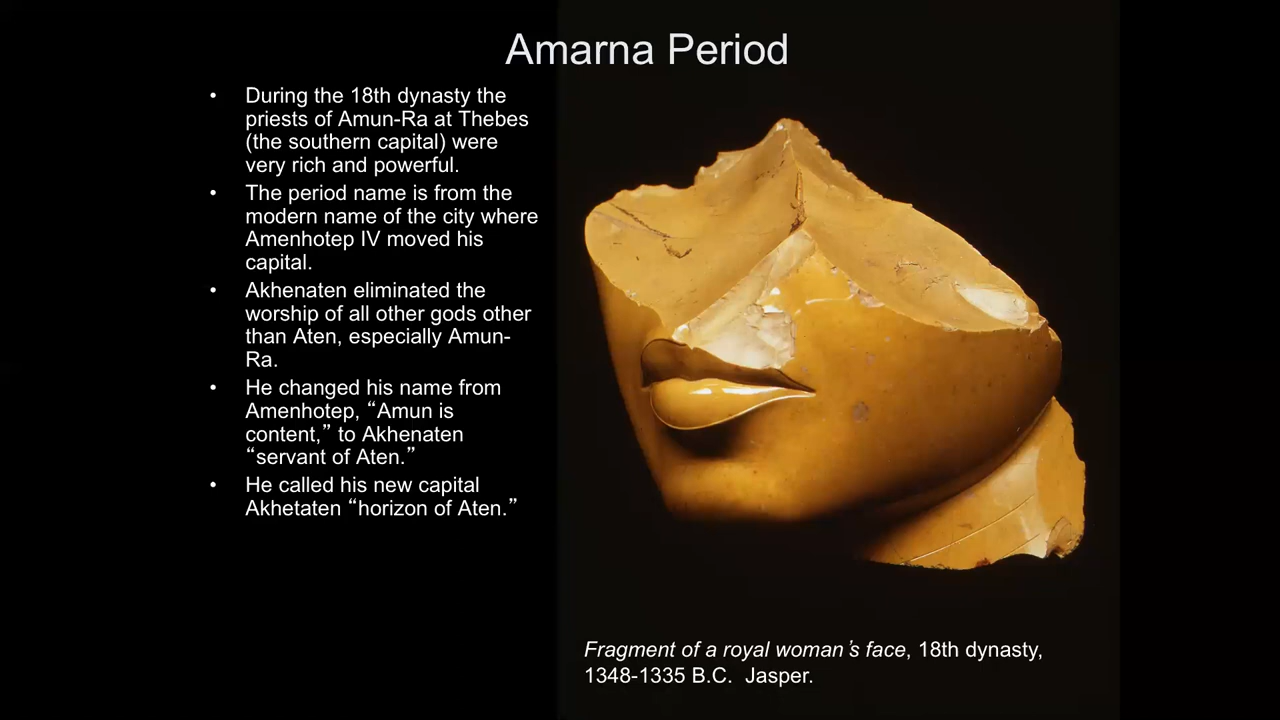 Amarna Period
• During the 18th dynasty the
priests of Amun-Ra at Thebes
(the southern capital) were
very rich and powerful.
• The period name is from the
modern name of the city where
Amenhotep IV moved his
capital.
• Akhenaten eliminated the
worship of all other gods other
than Aten, especially Amun-
Ra.
• He changed his name from
Amenhotep, “Amun is
content,” to Akhenaten
“servant of Aten.”
• He called his new capital
Akhetaten “horizon of Aten.”
Fragment of a royal woman’s face, 18th dynasty,
1348-1335 B.C. Jasper.